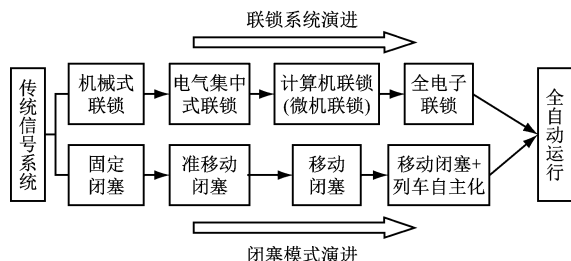 联锁系统演进
传统信号系统
机械式
联锁
电气集中
式联锁
计算机联锁
(微机联锁)
全电子
联锁
固定
闭塞
准移动
闭塞
移动
闭塞
移动闭塞+
列车自主化
全自动运行
闭塞模式演进